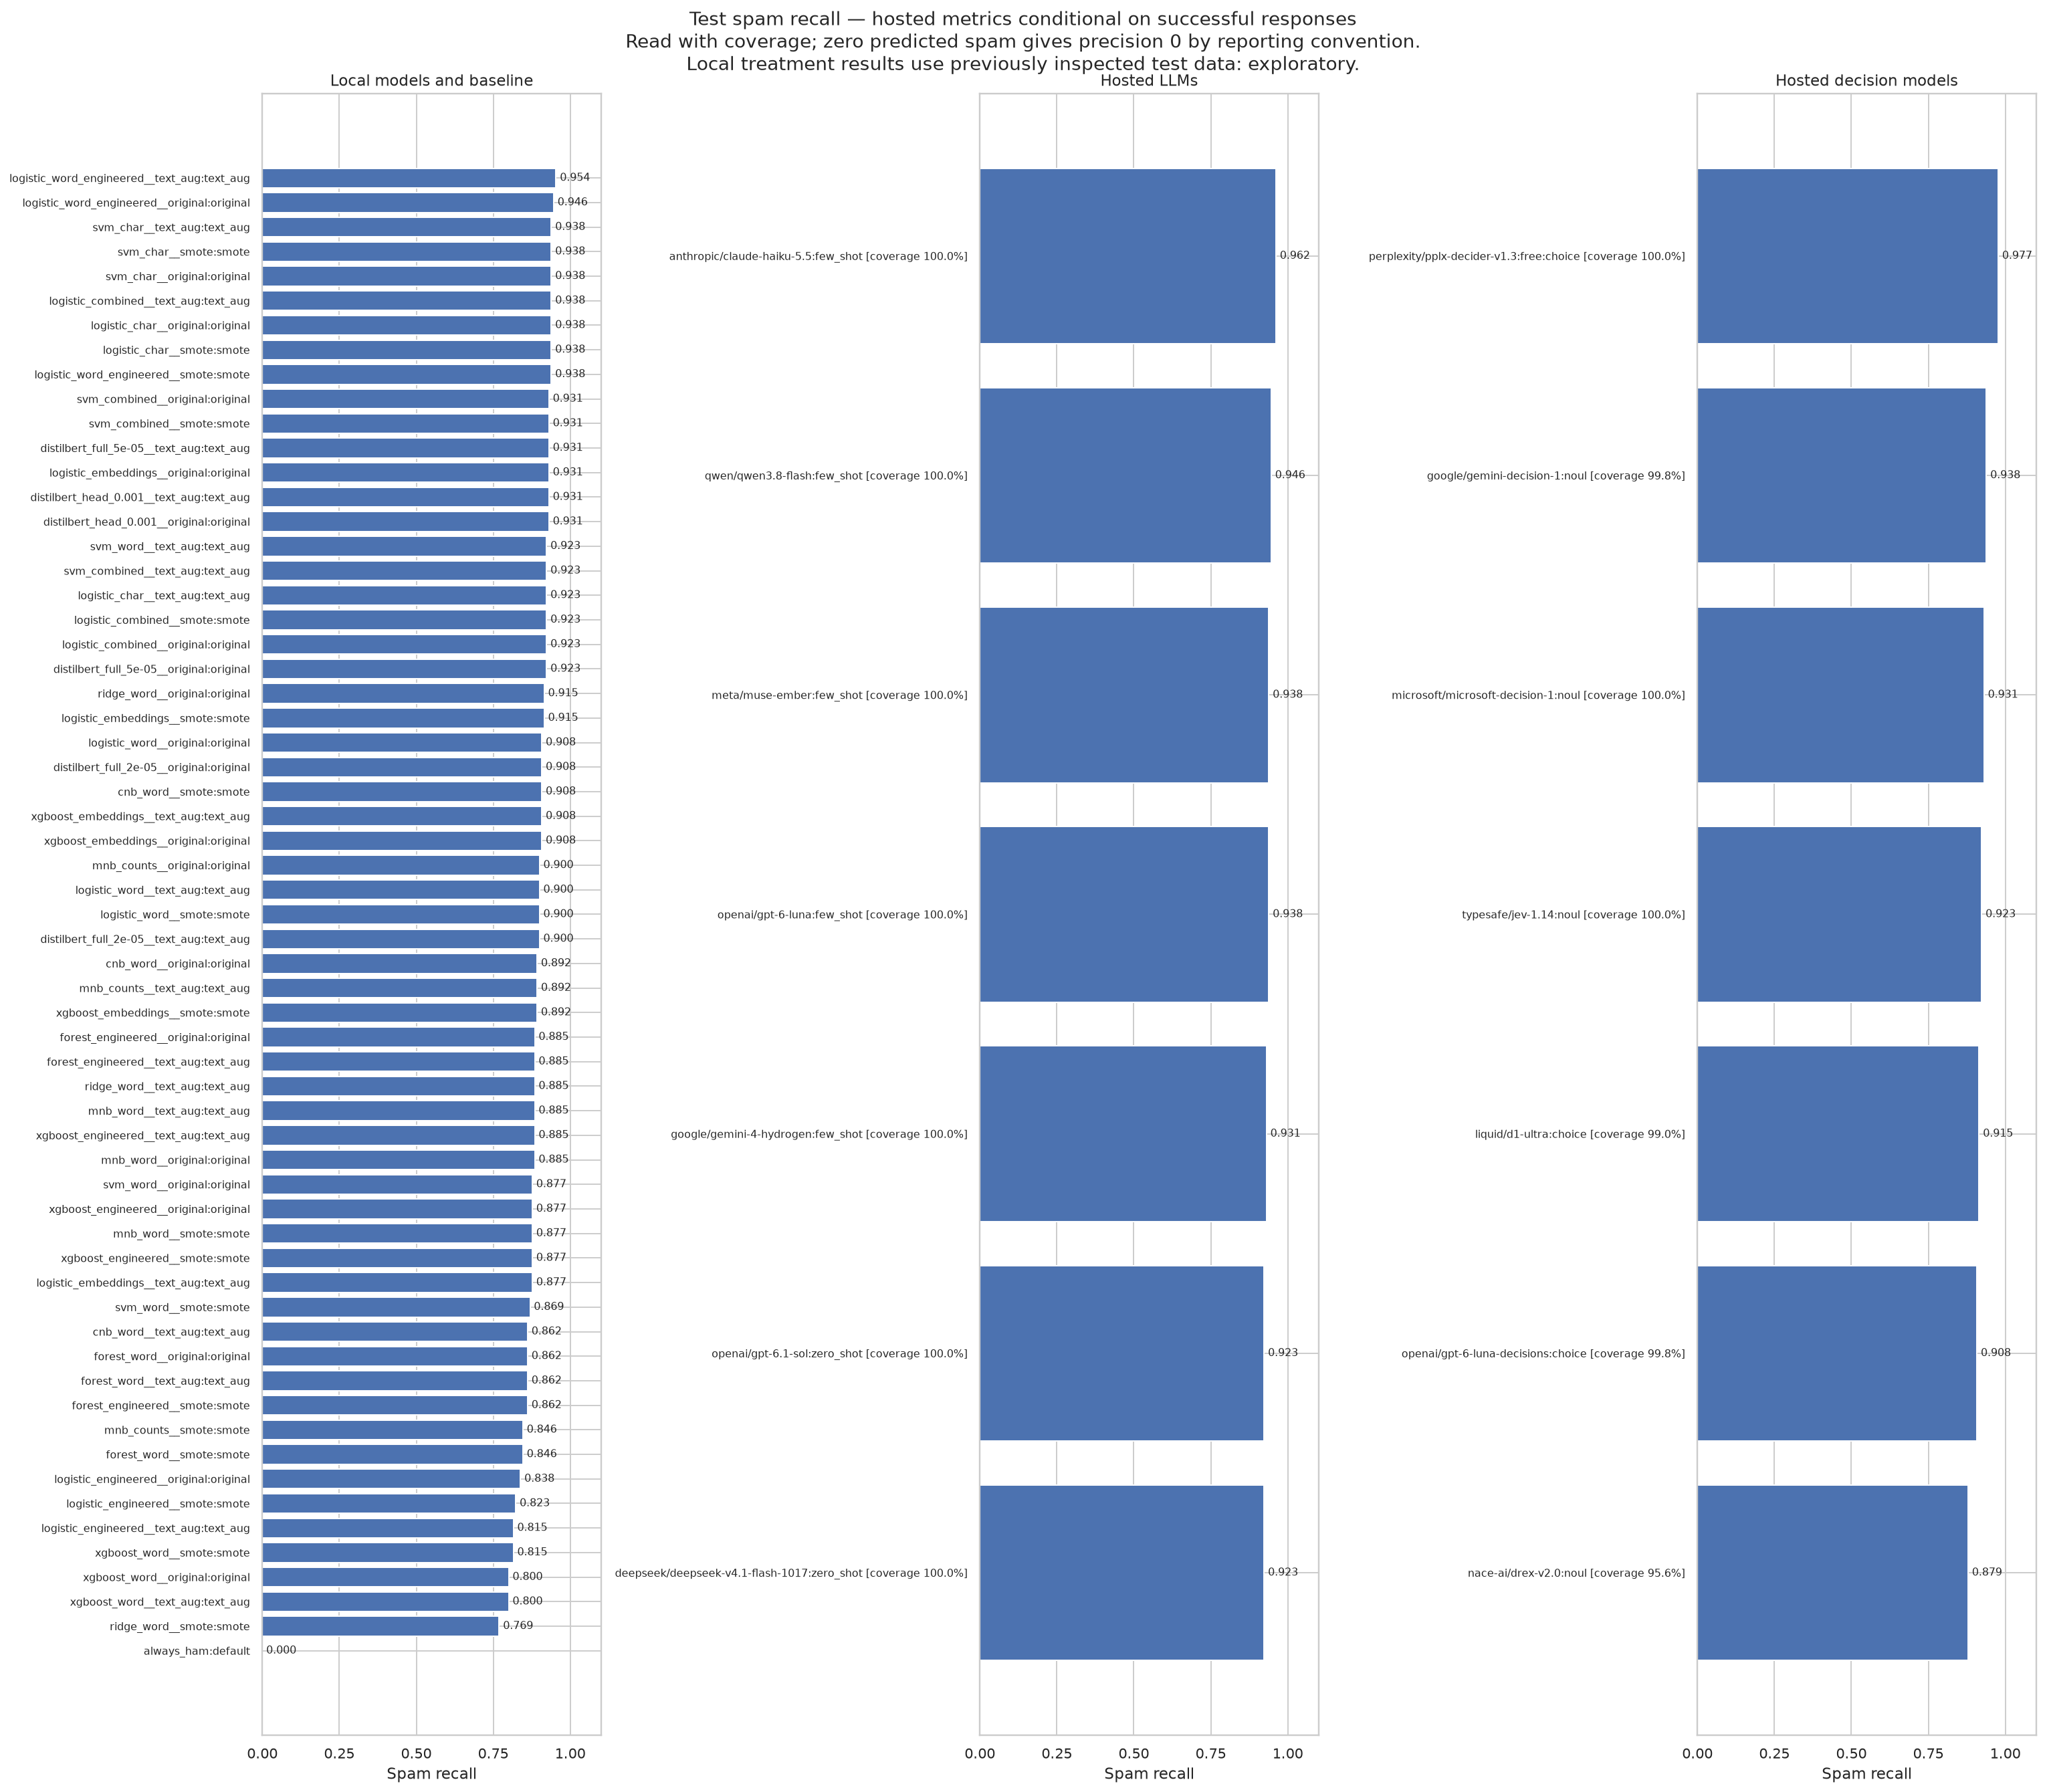 Test spam recall — hosted metrics conditional on successful responses
Read with coverage; zero predicted spam gives precision 0 by reporting convention.
Local treatment results use previously inspected test data: exploratory.
Local models and baseline
logistic_word_engineered__text_aug:text_aug 0.954
logistic_word_engineered__original:original 0.946
svm_char__text_aug:text_aug 0.938
svm_char__smote:smote 0.938
svm_char__original:original 0.938
logistic_combined__text_aug:text_aug 0.938
logistic_char__original:original 0.938
logistic_char__smote:smote 0.938
logistic_word_engineered__smote:smote 0.938
svm_combined__original:original 0.931
svm_combined__smote:smote 0.931
distilbert_full_5e-05__text_aug:text_aug 0.931
logistic_embeddings__original:original 0.931
distilbert_head_0.001__text_aug:text_aug 0.931
distilbert_head_0.001__original:original 0.931
svm_word__text_aug:text_aug 0.923
svm_combined__text_aug:text_aug 0.923
logistic_char__text_aug:text_aug 0.923
logistic_combined__smote:smote 0.923
logistic_combined__original:original 0.923
distilbert_full_5e-05__original:original 0.923
ridge_word__original:original 0.915
logistic_embeddings__smote:smote 0.915
logistic_word__original:original 0.908
distilbert_full_2e-05__original:original 0.908
cnb_word__smote:smote 0.908
xgboost_embeddings__text_aug:text_aug 0.908
xgboost_embeddings__original:original 0.908
mnb_counts__original:original 0.900
logistic_word__text_aug:text_aug 0.900
logistic_word__smote:smote 0.900
distilbert_full_2e-05__text_aug:text_aug 0.900
cnb_word__original:original 0.892
mnb_counts__text_aug:text_aug 0.892
xgboost_embeddings__smote:smote 0.892
forest_engineered__original:original 0.885
forest_engineered__text_aug:text_aug 0.885
ridge_word__text_aug:text_aug 0.885
mnb_word__text_aug:text_aug 0.885
xgboost_engineered__text_aug:text_aug 0.885
mnb_word__original:original 0.885
svm_word__original:original 0.877
xgboost_engineered__original:original 0.877
mnb_word__smote:smote 0.877
xgboost_engineered__smote:smote 0.877
logistic_embeddings__text_aug:text_aug 0.877
svm_word__smote:smote 0.869
cnb_word__text_aug:text_aug 0.862
forest_word__original:original 0.862
forest_word__text_aug:text_aug 0.862
forest_engineered__smote:smote 0.862
mnb_counts__smote:smote 0.846
forest_word__smote:smote 0.846
logistic_engineered__original:original 0.838
logistic_engineered__smote:smote 0.823
logistic_engineered__text_aug:text_aug 0.815
xgboost_word__smote:smote 0.815
xgboost_word__original:original 0.800
xgboost_word__text_aug:text_aug 0.800
ridge_word__smote:smote 0.769
always_ham:default 0.000
0.00 0.25 0.50 0.75 1.00
Spam recall
Hosted LLMs
anthropic/claude-haiku-5.5:few_shot [coverage 100.0%] 0.962
qwen/qwen3.8-flash:few_shot [coverage 100.0%] 0.946
meta/muse-ember:few_shot [coverage 100.0%] 0.938
openai/gpt-6-luna:few_shot [coverage 100.0%] 0.938
google/gemini-4-hydrogen:few_shot [coverage 100.0%] 0.931
openai/gpt-6.1-sol:zero_shot [coverage 100.0%] 0.923
deepseek/deepseek-v4.1-flash-1017:zero_shot [coverage 100.0%] 0.923
0.00 0.25 0.50 0.75 1.00
Spam recall
Hosted decision models
perplexity/pplx-decider-v1.3:free:choice [coverage 100.0%] 0.977
google/gemini-decision-1:noul [coverage 99.8%] 0.938
microsoft/microsoft-decision-1:noul [coverage 100.0%] 0.931
typesafe/jev-1.14:noul [coverage 100.0%] 0.923
liquid/d1-ultra:choice [coverage 99.0%] 0.915
openai/gpt-6-luna-decisions:choice [coverage 99.8%] 0.908
nace-ai/drex-v2.0:noul [coverage 95.6%] 0.879
0.00 0.25 0.50 0.75 1.00
Spam recall